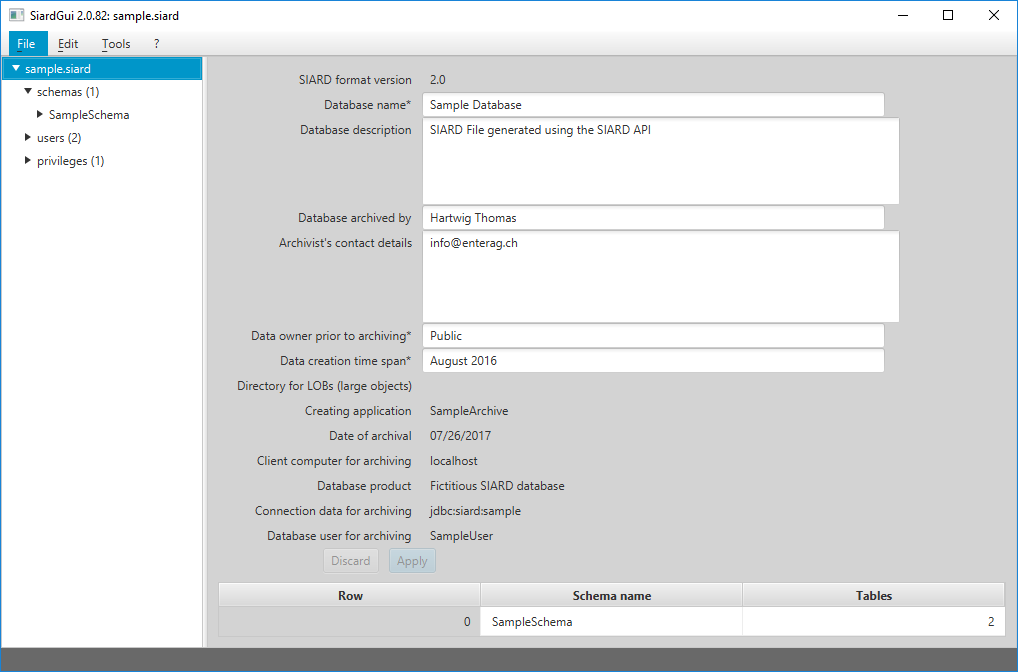 SiardGui 2.0.82: sample.siard
File Edit Tools ?
sample.siard
schemas (1)
SampleSchema
users (2)
privileges (1)
SIARD format version 2.0
Database name* Sample Database
Database description SIARD File generated using the SIARD API
Database archived by Hartwig Thomas
Archivist's contact details info@enterag.ch
Data owner prior to archiving* Public
Data creation time span* August 2016
Directory for LOBs (large objects)
Creating application SampleArchive
Date of archival 07/26/2017
Client computer for archiving localhost
Database product Fictitious SIARD database
Connection data for archiving jdbc:siard:sample
Database user for archiving SampleUser
Discard Apply
Row Schema name Tables
0 SampleSchema 2